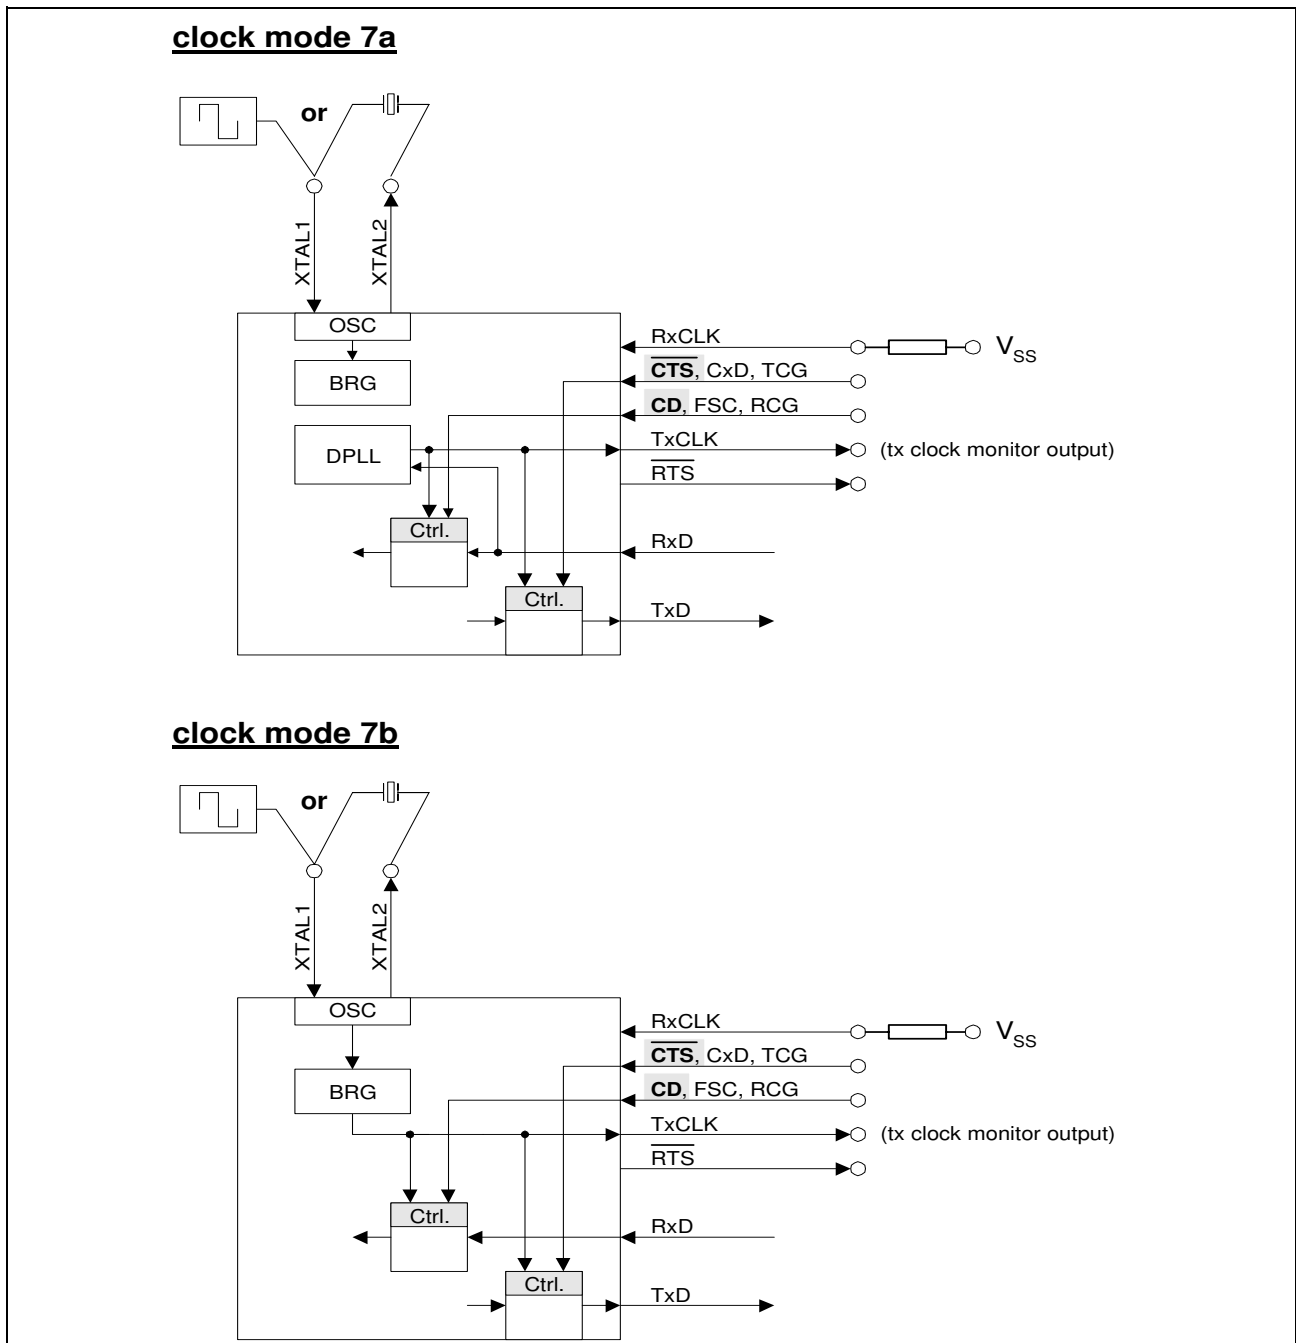 clock mode 7a
or
XTAL1
XTAL2
OSC
BRG
DPLL
RxCLK
VSS
CTS, CxD, TCG
CD, FSC, RCG
TxCLK
(tx clock monitor output)
RTS
Ctrl.
RxD
Ctrl.
TxD
clock mode 7b
or
XTAL1
XTAL2
OSC
BRG
RxCLK
VSS
CTS, CxD, TCG
CD, FSC, RCG
TxCLK
(tx clock monitor output)
RTS
Ctrl.
RxD
Ctrl.
TxD